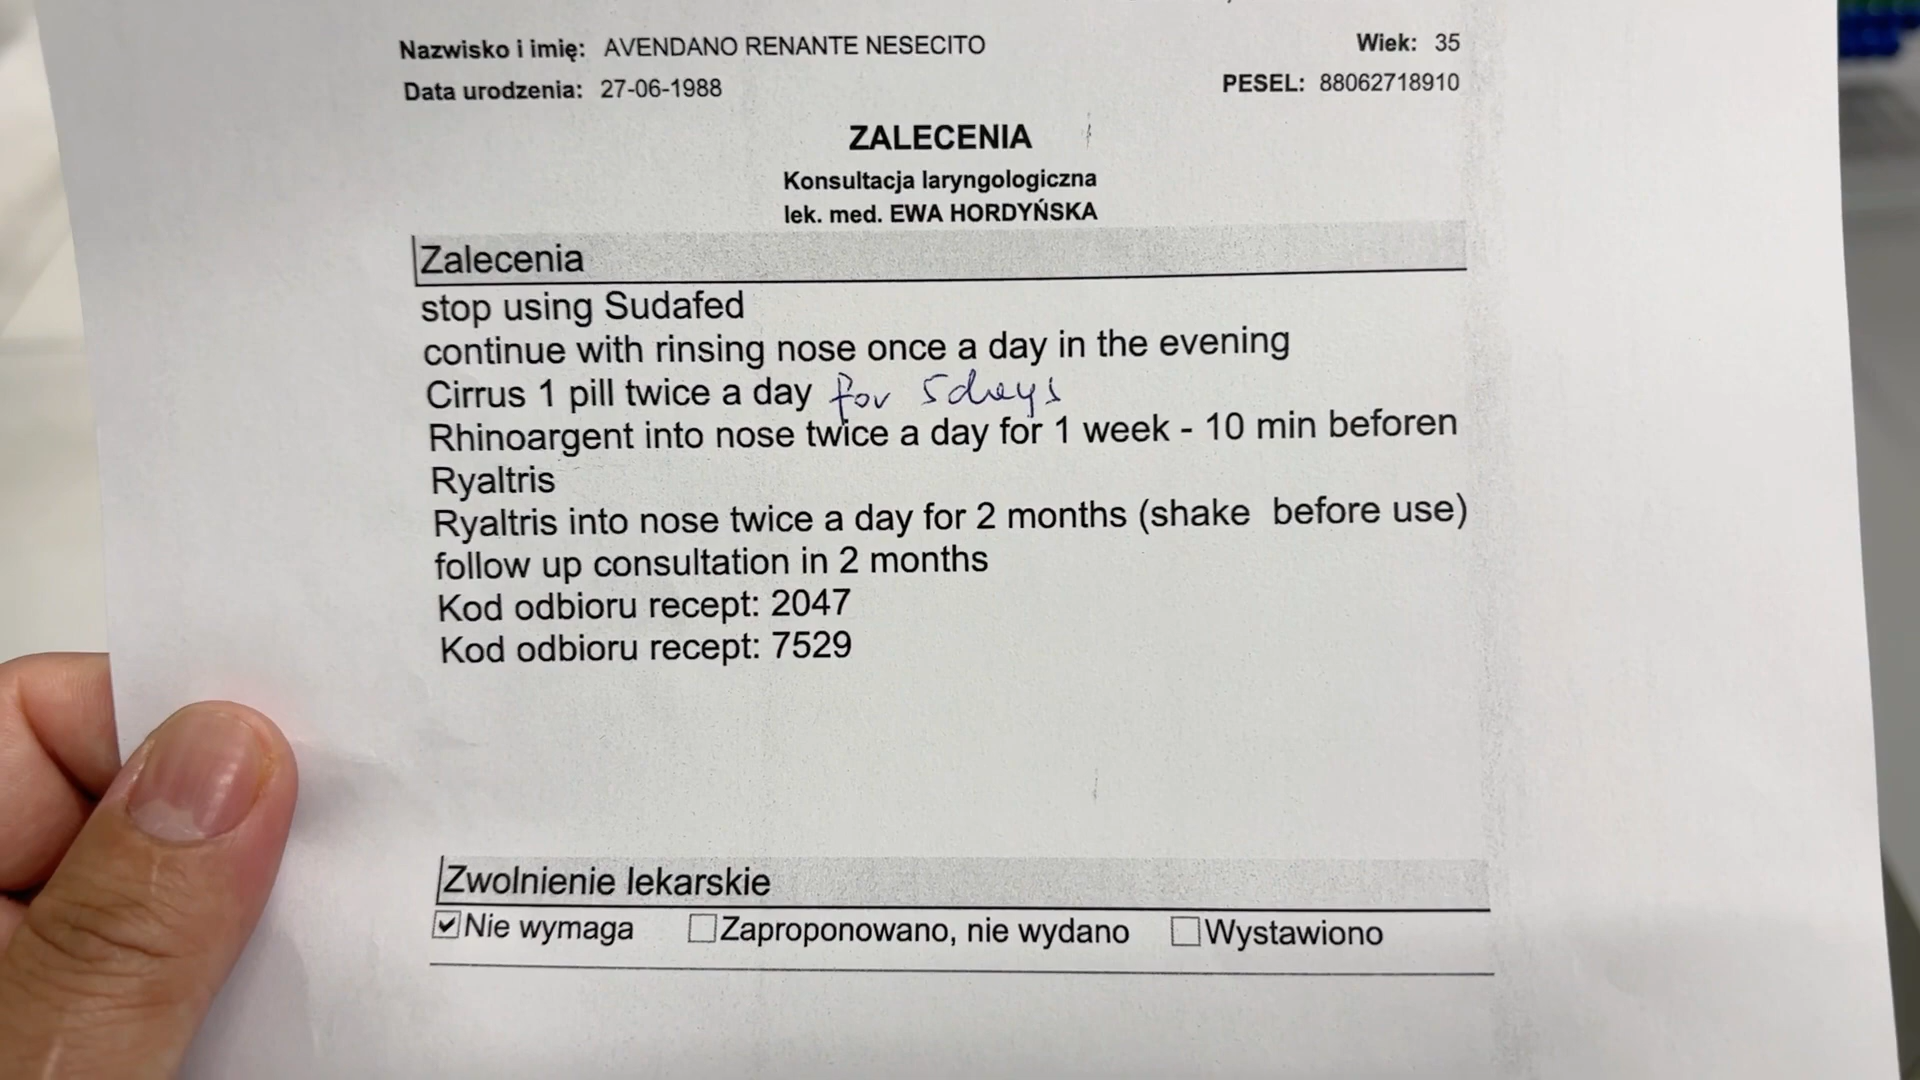 Nazwisko i imię: AVENDANO RENANTE NESECITO Wiek: 35
Data urodzenia: 27-06-1988 PESEL: 88062718910
ZALECENIA
Konsultacja laryngologiczna
lek. med. EWA HORDYŃSKA
Zalecenia
stop using Sudafed
continue with rinsing nose once a day in the evening
Cirrus 1 pill twice a day for 5 days
Rhinoargent into nose twice a day for 1 week - 10 min beforen
Ryaltris
Ryaltris into nose twice a day for 2 months (shake before use)
follow up consultation in 2 months
Kod odbioru recept: 2047
Kod odbioru recept: 7529
Zwolnienie lekarskie
Nie wymaga Zaproponowano, nie wydano Wystawiono